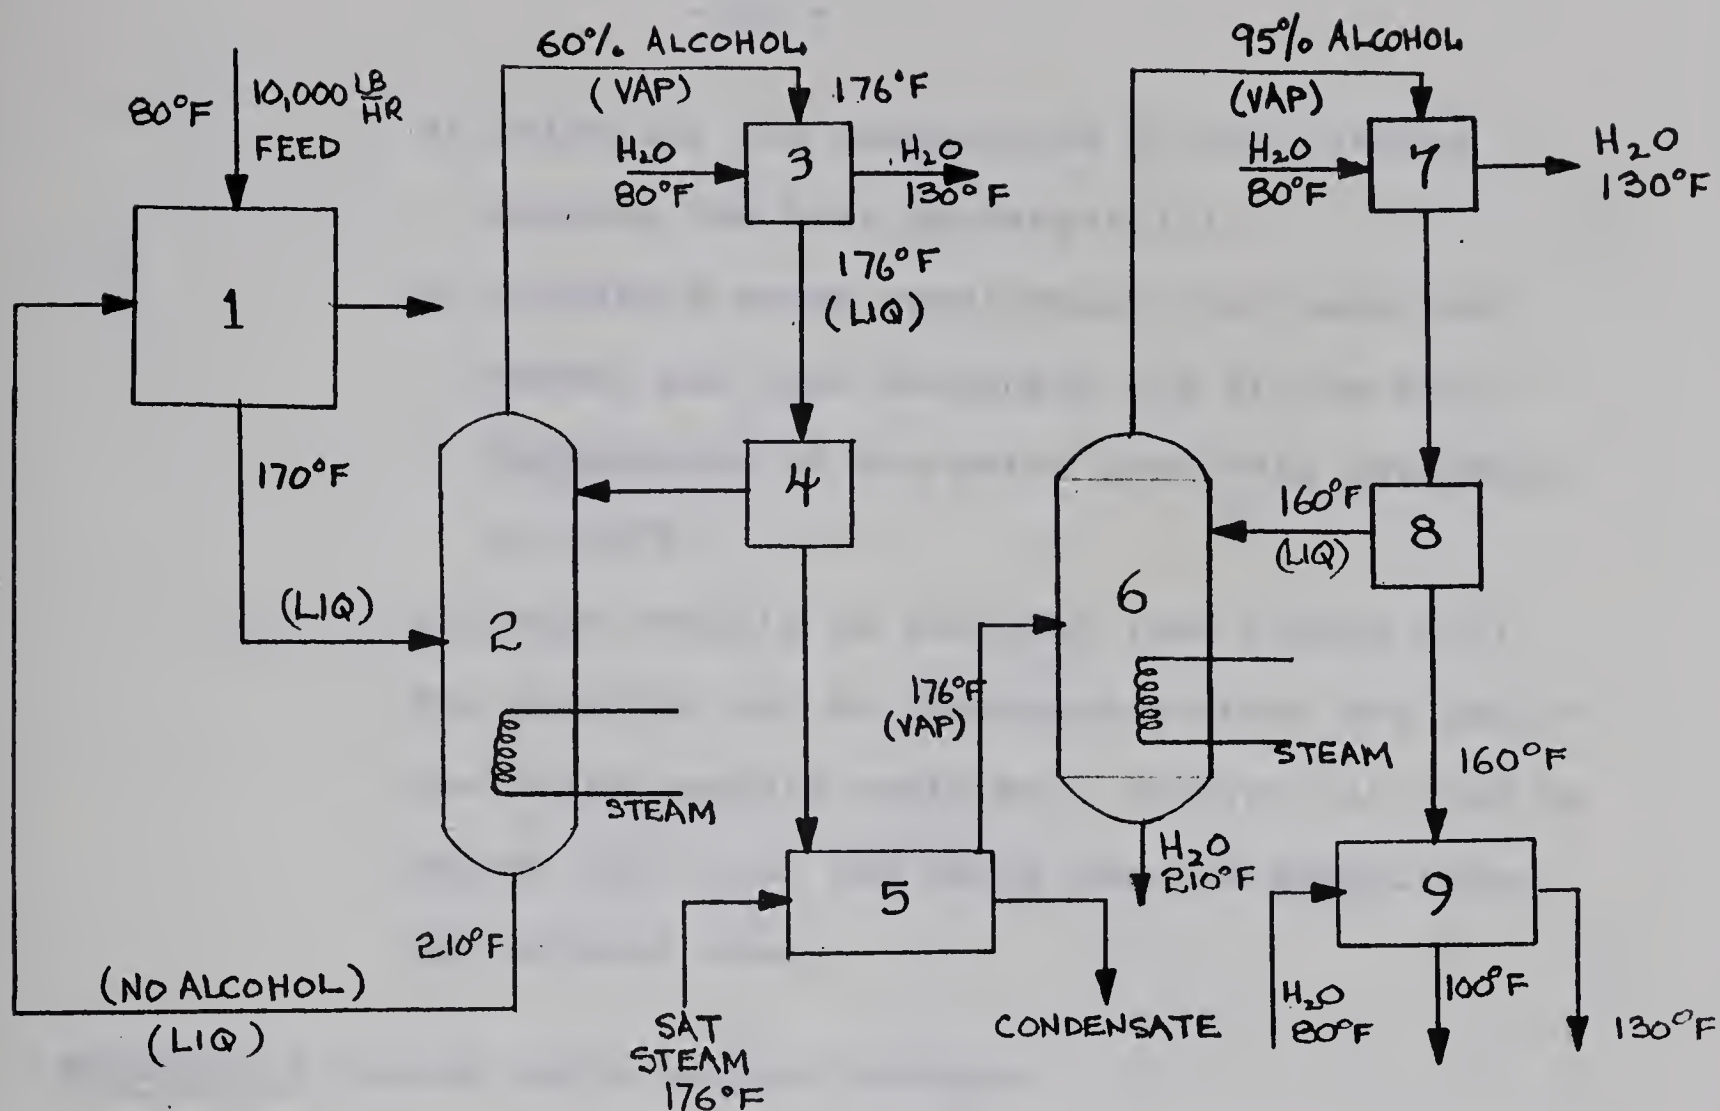 60% ALCOHOL
(VAP)
95% ALCOHOL
(VAP)
80°F
10,000 LB/HR
FEED
176°F
H₂O
80°F
3
H₂O
130°F
H₂O
80°F
7
H₂O
130°F
1
176°F
(LIQ)
170°F
4
160°F
(LIQ)
8
(LIQ)
2
6
176°F
(VAP)
STEAM
STEAM
160°F
H₂O
210°F
5
9
210°F
(NO ALCOHOL)
(LIQ)
SAT
STEAM
176°F
CONDENSATE
H₂O
80°F
100°F
130°F